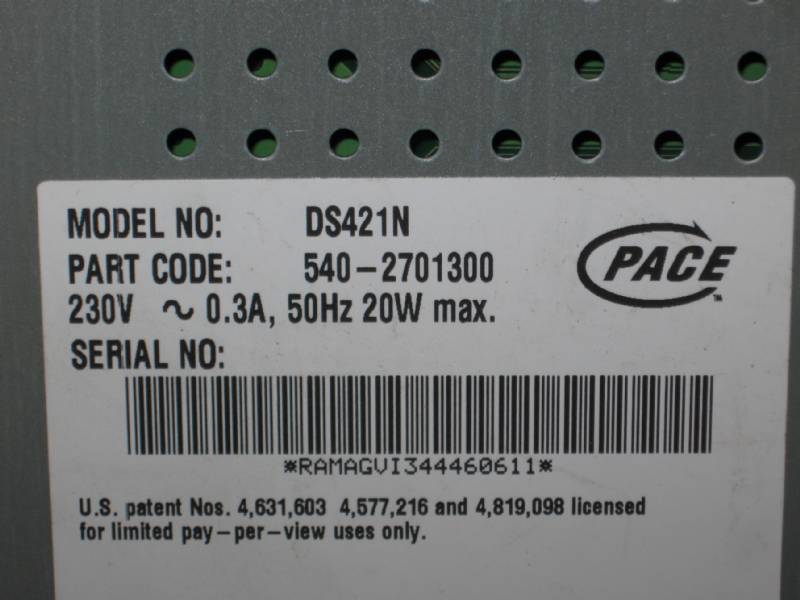 MODEL NO: DS421N
PART CODE: 540-2701300
PACE
TM
230V ~ 0.3A, 50Hz 20W max.
SERIAL NO:
*RAMAGVI344460611*
U.S. patent Nos. 4,631,603 4,577,216 and 4,819,098 licensed
for limited pay-per-view uses only.